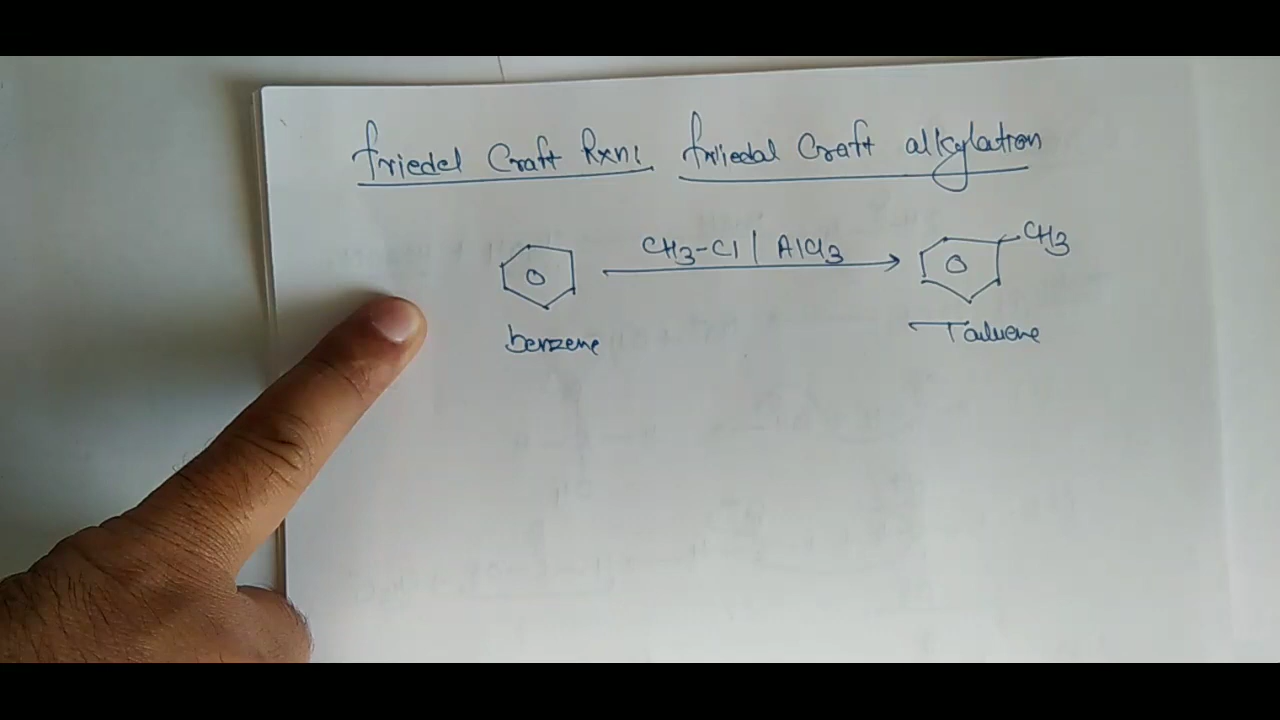 Friedel Craft Rxn: Friedal Craft alkylation
CH3-Cl | AlCl3
CH3
benzene
Toluene